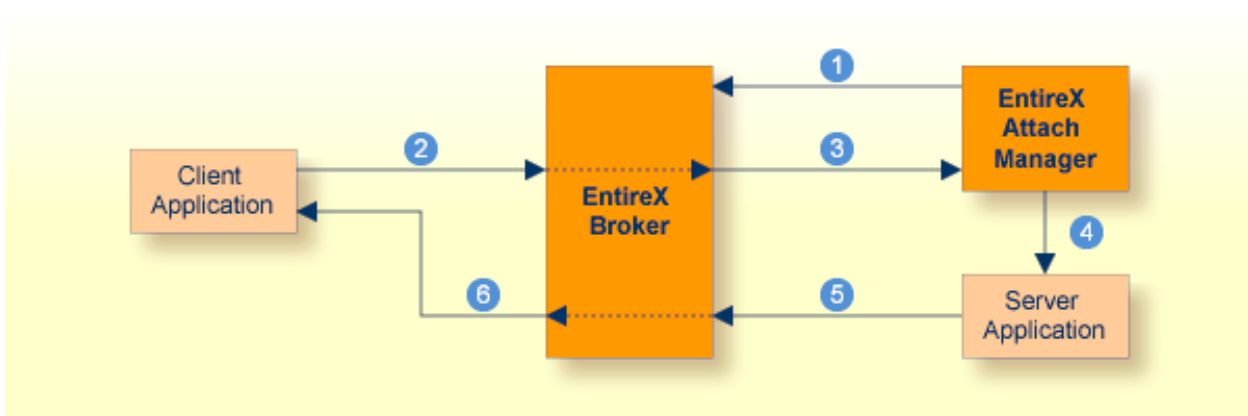 1
EntireX
Attach
Manager
2
3
Client
Application
EntireX
Broker
4
6
5
Server
Application